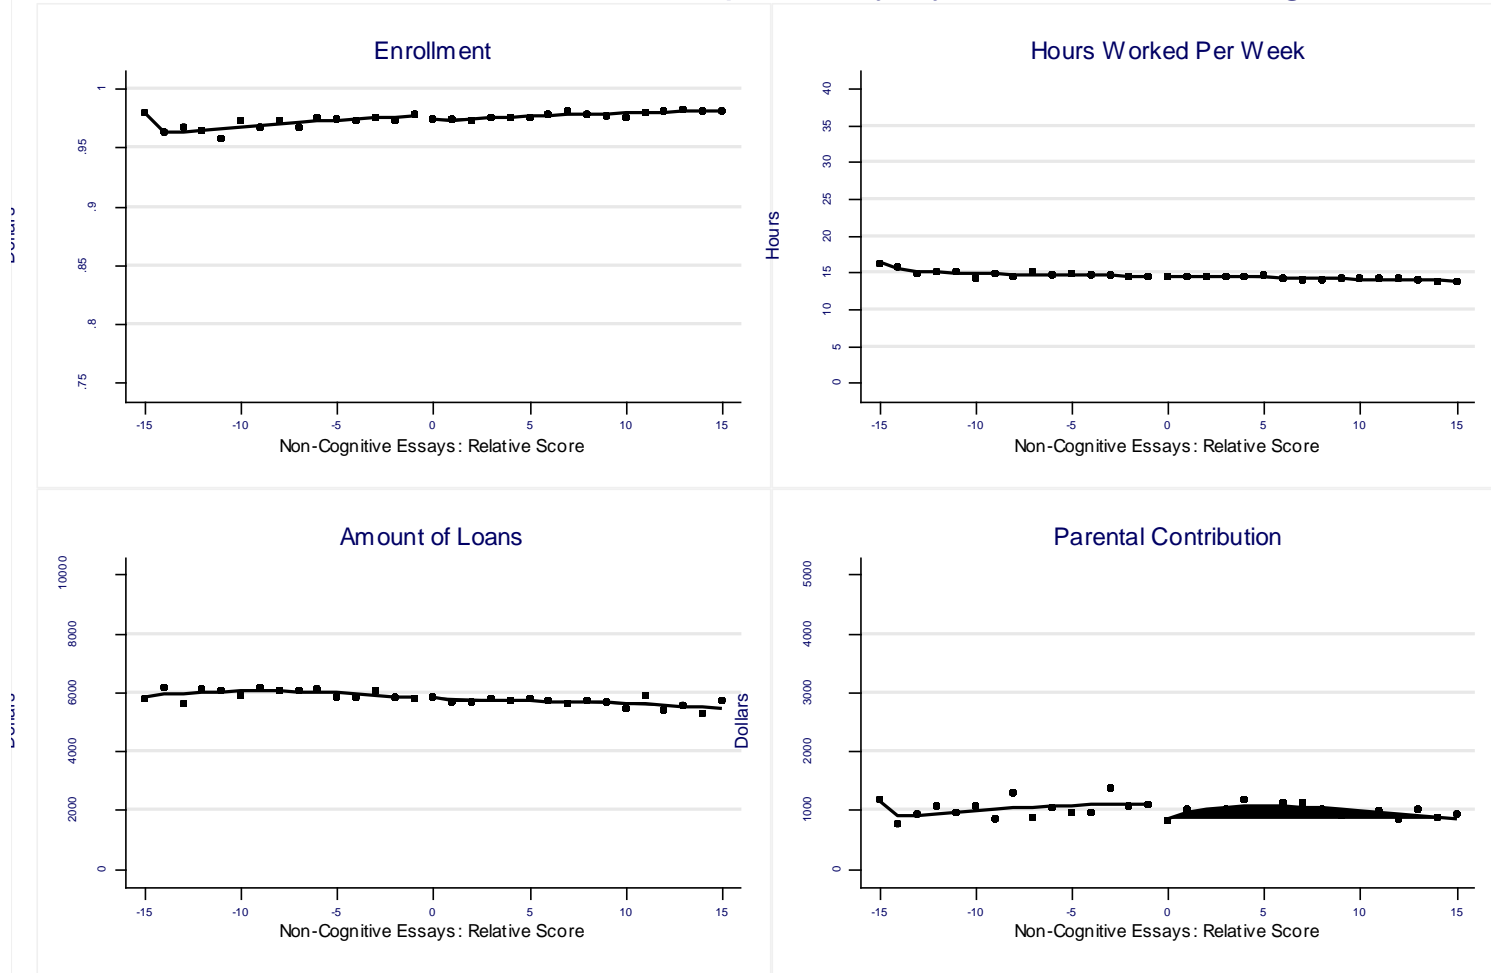 Enrollment
1
.95
.9
.85
.8
.75
-15 -10 -5 0 5 10 15
Non-Cognitive Essays: Relative Score
Hours Worked Per Week
Hours
40
35
30
25
20
15
10
5
0
-15 -10 -5 0 5 10 15
Non-Cognitive Essays: Relative Score
Amount of Loans
10000
8000
6000
4000
2000
0
-15 -10 -5 0 5 10 15
Non-Cognitive Essays: Relative Score
Parental Contribution
Dollars
5000
4000
3000
2000
1000
0
-15 -10 -5 0 5 10 15
Non-Cognitive Essays: Relative Score